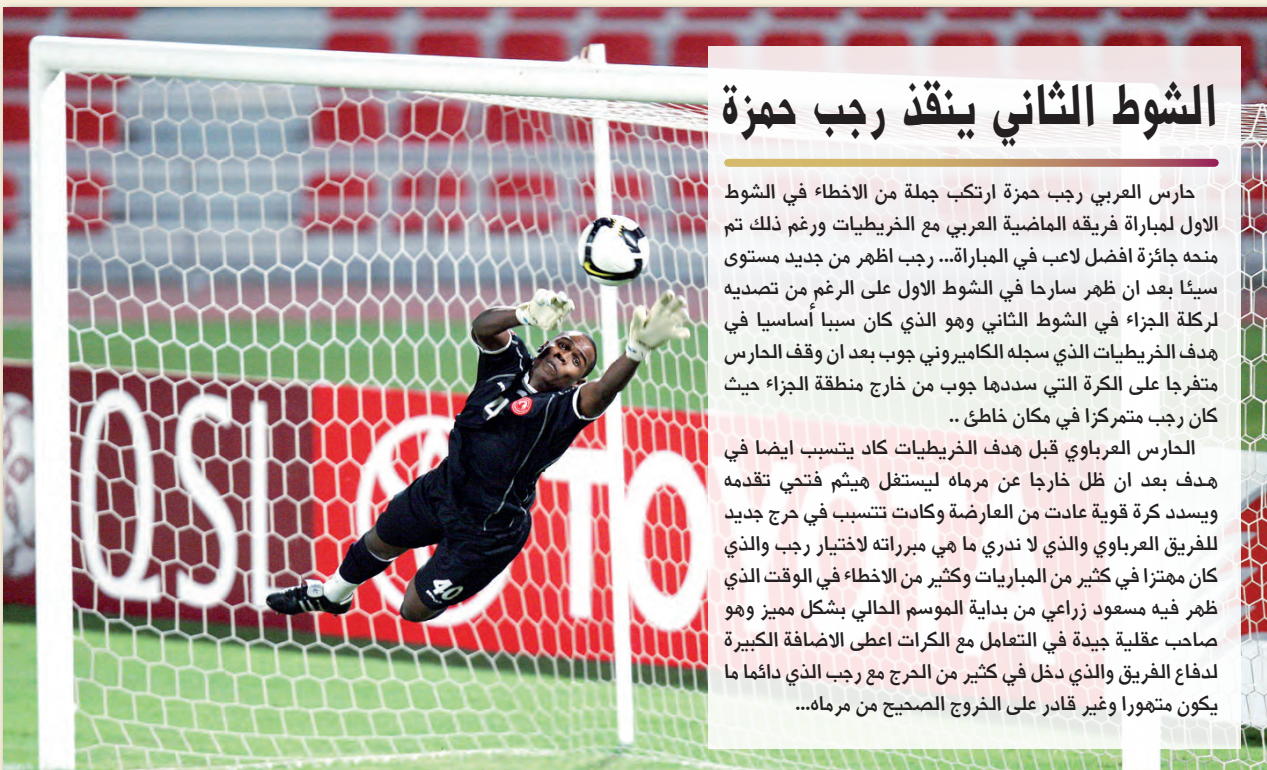 الشوط الثاني ينقذ رجب حمزة
حارس العربي رجب حمزة ارتكب جملة من الاخطاء في الشوط
الاول لمباراة فريقه الماضية العربي مع الخريطيات ورغم ذلك تم
منحه جائزة افضل لاعب في المباراة... رجب اظهر من جديد مستوى
سيئا بعد ان ظهر سارحا في الشوط الاول على الرغم من تصديه
لركلة الجزاء في الشوط الثاني وهو الذي كان سببا أساسيا في
هدف الخريطيات الذي سجله الكاميروني جوب بعد ان وقف الحارس
متفرجا على الكرة التي سددها جوب من خارج منطقة الجزاء حيث
كان رجب متمركزا في مكان خاطئ ..
الحارس العرباوي قبل هدف الخريطيات كاد يتسبب ايضا في
هدف بعد ان ظل خارجا عن مرماه ليستغل هيثم فتحي تقدمه
ويسدد كرة قوية عادت من العارضة وكادت تتسبب في حرج جديد
للفريق العرباوي والذي لا ندري ما هي مبرراته لاختيار رجب والذي
كان مهتزا في كثير من المباريات وكثير من الاخطاء في الوقت الذي
ظهر فيه مسعود زراعي من بداية الموسم الحالي بشكل مميز وهو
صاحب عقلية جيدة في التعامل مع الكرات اعطى الاضافة الكبيرة
لدفاع الفريق والذي دخل في كثير من الحرج مع رجب الذي دائما ما
يكون متهورا وغير قادر على الخروج الصحيح من مرماه...
QSL
TO
4
40